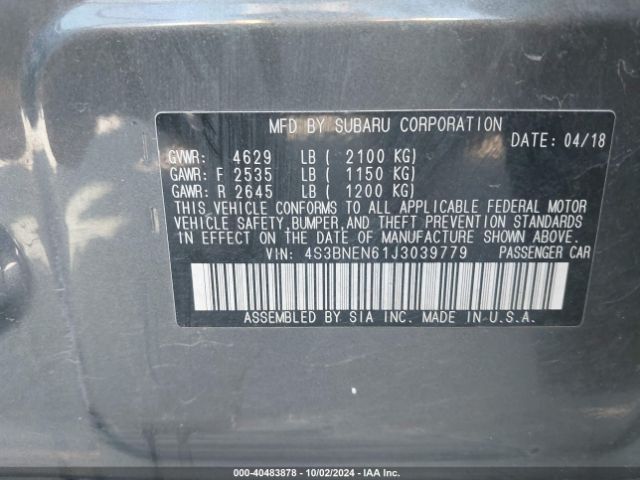 MFD BY SUBARU CORPORATION
DATE: 04/18
GVWR: 4629 LB ( 2100 KG)
GAWR: F 2535 LB ( 1150 KG)
GAWR: R 2645 LB ( 1200 KG)
THIS VEHICLE CONFORMS TO ALL APPLICABLE FEDERAL MOTOR
VEHICLE SAFETY,BUMPER,AND THEFT PREVENTION STANDARDS
IN EFFECT ON THE DATE OF MANUFACTURE SHOWN ABOVE.
VIN: 4S3BNEN61J3039779 PASSENGER CAR
ASSEMBLED BY SIA INC. MADE IN U.S.A.
000-40483878 - 10/02/2024 - IAAI.COM